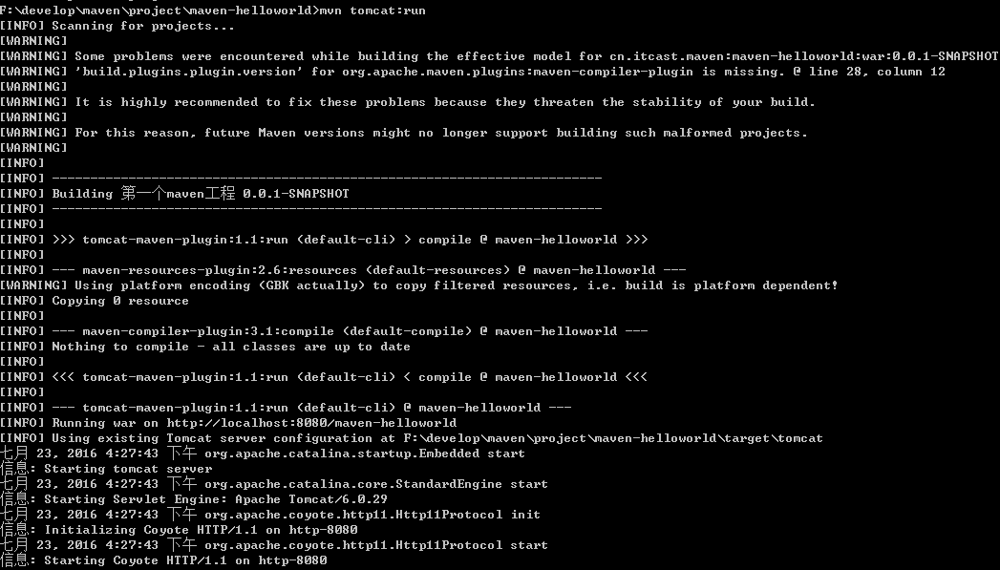 F:\develop\maven\project\maven-helloworld>mvn tomcat:run
[INFO] Scanning for projects...
[WARNING]
[WARNING] Some problems were encountered while building the effective model for cn.itcast.maven:maven-helloworld:war:0.0.1-SNAPSHOT
[WARNING] 'build.plugins.plugin.version' for org.apache.maven.plugins:maven-compiler-plugin is missing. @ line 28, column 12
[WARNING]
[WARNING] It is highly recommended to fix these problems because they threaten the stability of your build.
[WARNING]
[WARNING] For this reason, future Maven versions might no longer support building such malformed projects.
[WARNING]
[INFO]
[INFO] ------------------------------------------------------------------------
[INFO] Building 第一个maven工程 0.0.1-SNAPSHOT
[INFO] ------------------------------------------------------------------------
[INFO]
[INFO] >>> tomcat-maven-plugin:1.1:run (default-cli) > compile @ maven-helloworld >>>
[INFO]
[INFO] --- maven-resources-plugin:2.6:resources (default-resources) @ maven-helloworld ---
[WARNING] Using platform encoding (GBK actually) to copy filtered resources, i.e. build is platform dependent!
[INFO] Copying 0 resource
[INFO]
[INFO] --- maven-compiler-plugin:3.1:compile (default-compile) @ maven-helloworld ---
[INFO] Nothing to compile - all classes are up to date
[INFO]
[INFO] <<< tomcat-maven-plugin:1.1:run (default-cli) < compile @ maven-helloworld <<<
[INFO]
[INFO] --- tomcat-maven-plugin:1.1:run (default-cli) @ maven-helloworld ---
[INFO] Running war on http://localhost:8080/maven-helloworld
[INFO] Using existing Tomcat server configuration at F:\develop\maven\project\maven-helloworld\target\tomcat
七月 23, 2016 4:27:43 下午 org.apache.catalina.startup.Embedded start
信息: Starting tomcat server
七月 23, 2016 4:27:43 下午 org.apache.catalina.core.StandardEngine start
信息: Starting Servlet Engine: Apache Tomcat/6.0.29
七月 23, 2016 4:27:43 下午 org.apache.coyote.http11.Http11Protocol init
信息: Initializing Coyote HTTP/1.1 on http-8080
七月 23, 2016 4:27:43 下午 org.apache.coyote.http11.Http11Protocol start
信息: Starting Coyote HTTP/1.1 on http-8080